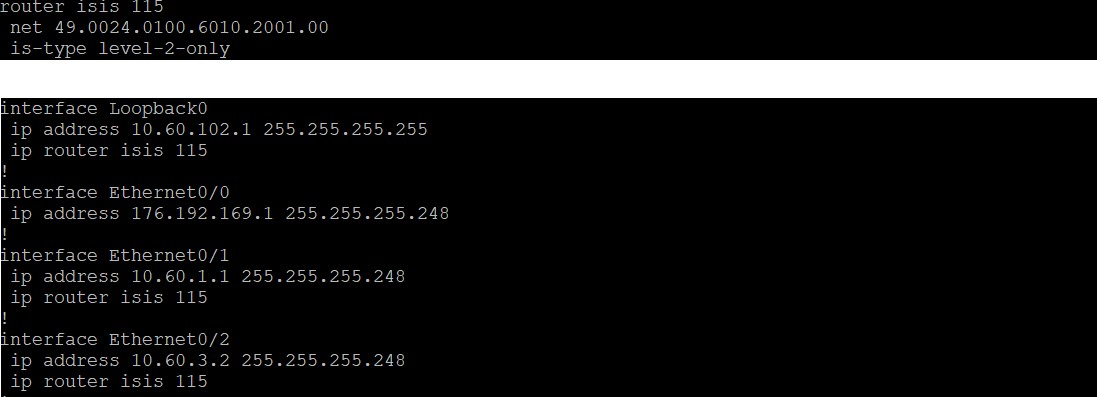 router isis 115
net 49.0024.0100.6010.2001.00
is-type level-2-only
interface Loopback0
ip address 10.60.102.1 255.255.255.255
ip router isis 115
!
interface Ethernet0/0
ip address 176.192.169.1 255.255.255.248
!
interface Ethernet0/1
ip address 10.60.1.1 255.255.255.248
ip router isis 115
!
interface Ethernet0/2
ip address 10.60.3.2 255.255.255.248
ip router isis 115